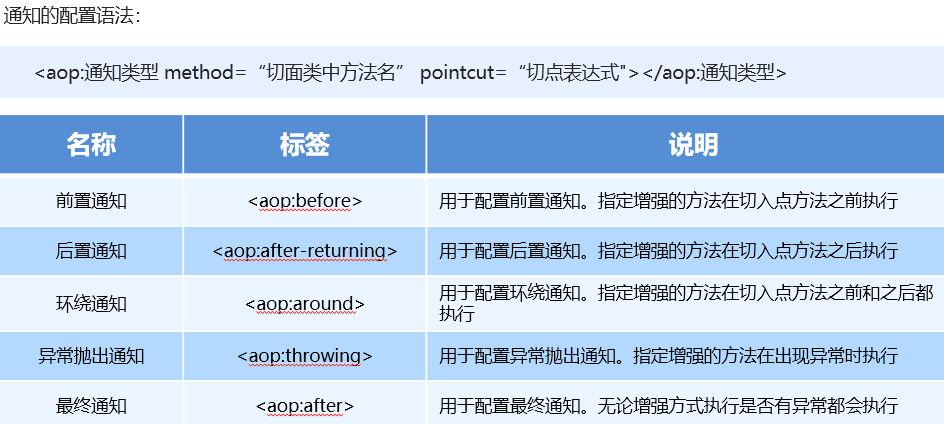 通知的配置语法：
<aop:通知类型 method= “切面类中方法名” pointcut= “切点表达式"></aop:通知类型>
名称 标签 说明
前置通知 <aop:before> 用于配置前置通知。指定增强的方法在切入点方法之前执行
后置通知 <aop:after-returning> 用于配置后置通知。指定增强的方法在切入点方法之后执行
环绕通知 <aop:around> 用于配置环绕通知。指定增强的方法在切入点方法之前和之后都
执行
异常抛出通知 <aop:throwing> 用于配置异常抛出通知。指定增强的方法在出现异常时执行
最终通知 <aop:after> 用于配置最终通知。无论增强方式执行是否有异常都会执行